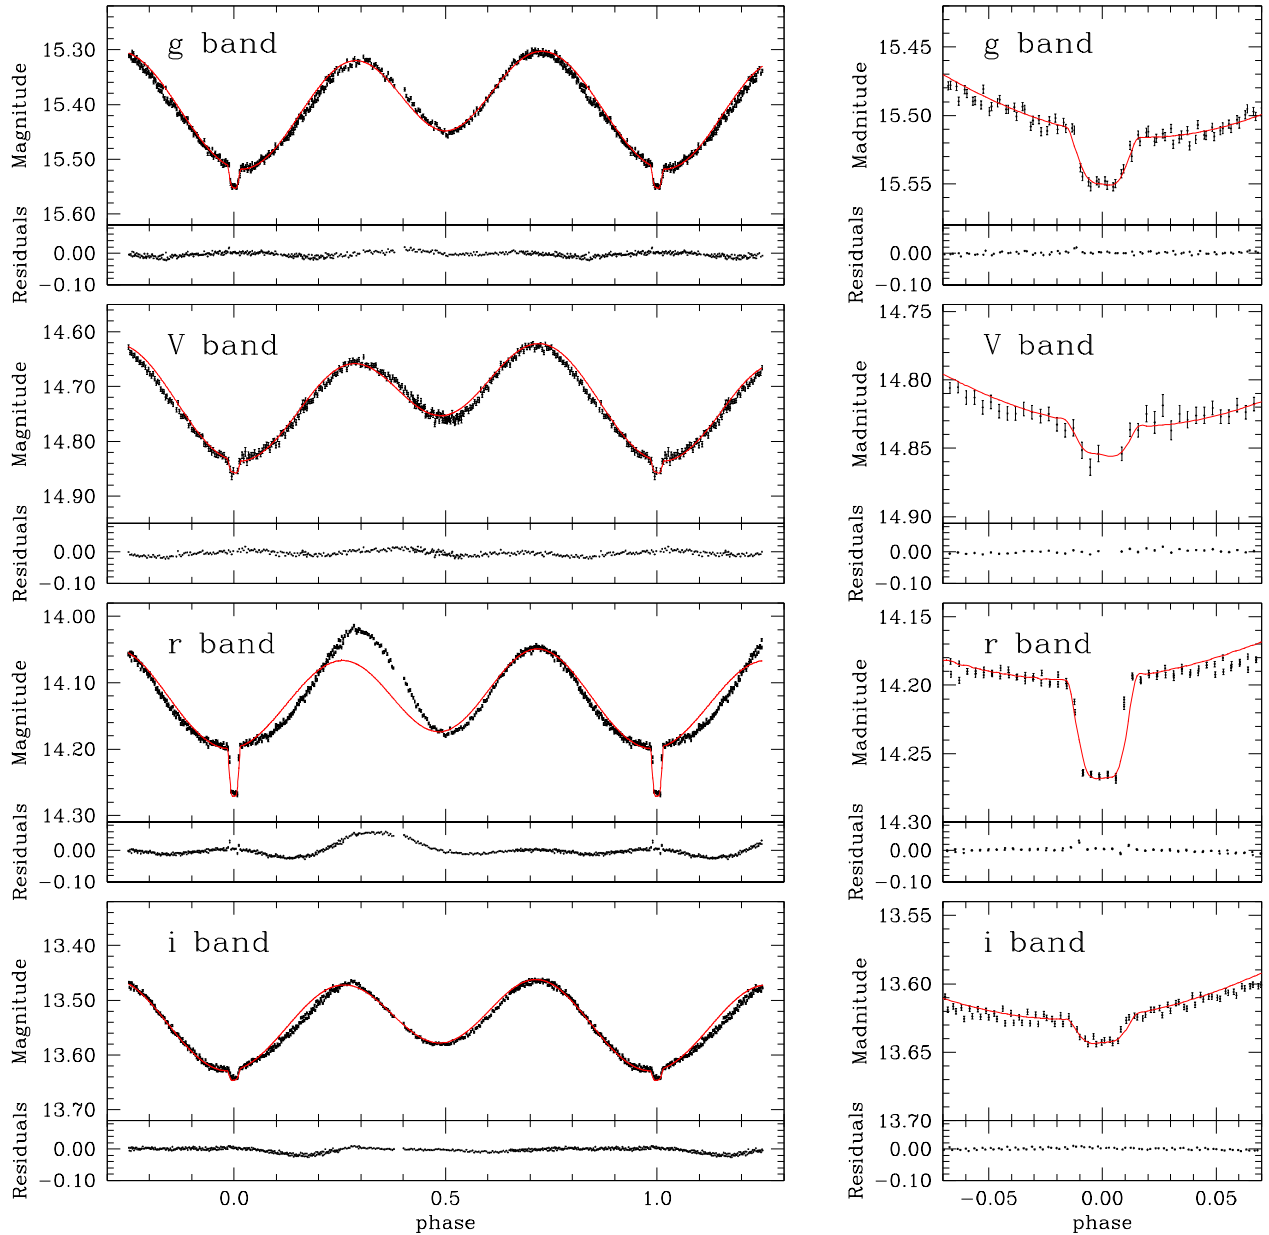 g band
Magnitude
15.30
15.40
15.50
15.60
Residuals
0.00
−0.10
g band
Madnitude
15.45
15.50
15.55
Residuals
0.00
−0.10
V band
Magnitude
14.60
14.70
14.80
14.90
Residuals
0.00
−0.10
V band
Madnitude
14.75
14.80
14.85
14.90
Residuals
0.00
−0.10
r band
Magnitude
14.00
14.10
14.20
14.30
Residuals
0.00
−0.10
r band
Madnitude
14.15
14.20
14.25
14.30
Residuals
0.00
−0.10
i band
Magnitude
13.40
13.50
13.60
13.70
Residuals
0.00
−0.10
0.0 0.5 1.0
phase
i band
Madnitude
13.55
13.60
13.65
13.70
Residuals
0.00
−0.10
−0.05 0.00 0.05
phase